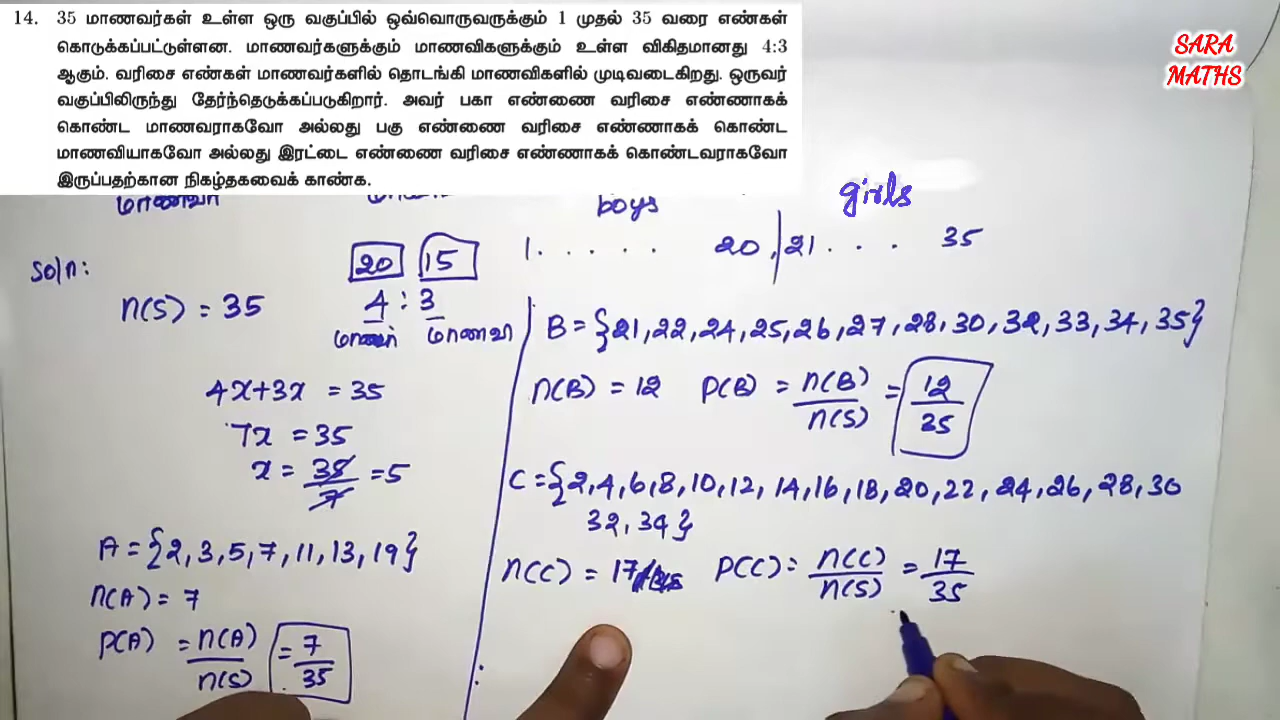 14. 35 மாணவர்கள் உள்ள ஒரு வகுப்பில் ஒவ்வொருவருக்கும் 1 முதல் 35 வரை எண்கள்
கொடுக்கப்பட்டுள்ளன. மாணவர்களுக்கும் மாணவிகளுக்கும் உள்ள விகிதமானது 4:3
ஆகும். வரிசை எண்கள் மாணவர்களில் தொடங்கி மாணவிகளில் முடிவடைகிறது. ஒருவர்
வகுப்பிலிருந்து தேர்ந்தெடுக்கப்படுகிறார். அவர் பகா எண்ணை வரிசை எண்ணாகக்
கொண்ட மாணவராகவோ அல்லது பகு எண்ணை வரிசை எண்ணாகக் கொண்ட
மாணவியாகவோ அல்லது இரட்டை எண்ணை வரிசை எண்ணாகக் கொண்டவராகவோ
இருப்பதற்கான நிகழ்தகவைக் காண்க.
SARA
MATHS
boys girls
1 . . . . . 20, 21 . . . 35
Soln:
20 15
n(S) = 35
4 : 3
4x+3x = 35
7x = 35
x = 35/7 = 5
A = {2, 3, 5, 7, 11, 13, 19}
n(A) = 7
P(A) = n(A)/n(S) = 7/35
B = {21, 22, 24, 25, 26, 27, 28, 30, 32, 33, 34, 35}
n(B) = 12 P(B) = n(B)/n(S) = 12/35
C = {2, 4, 6, 8, 10, 12, 14, 16, 18, 20, 22, 24, 26, 28, 30
32, 34}
n(C) = 17 P(C) = n(C)/n(S) = 17/35